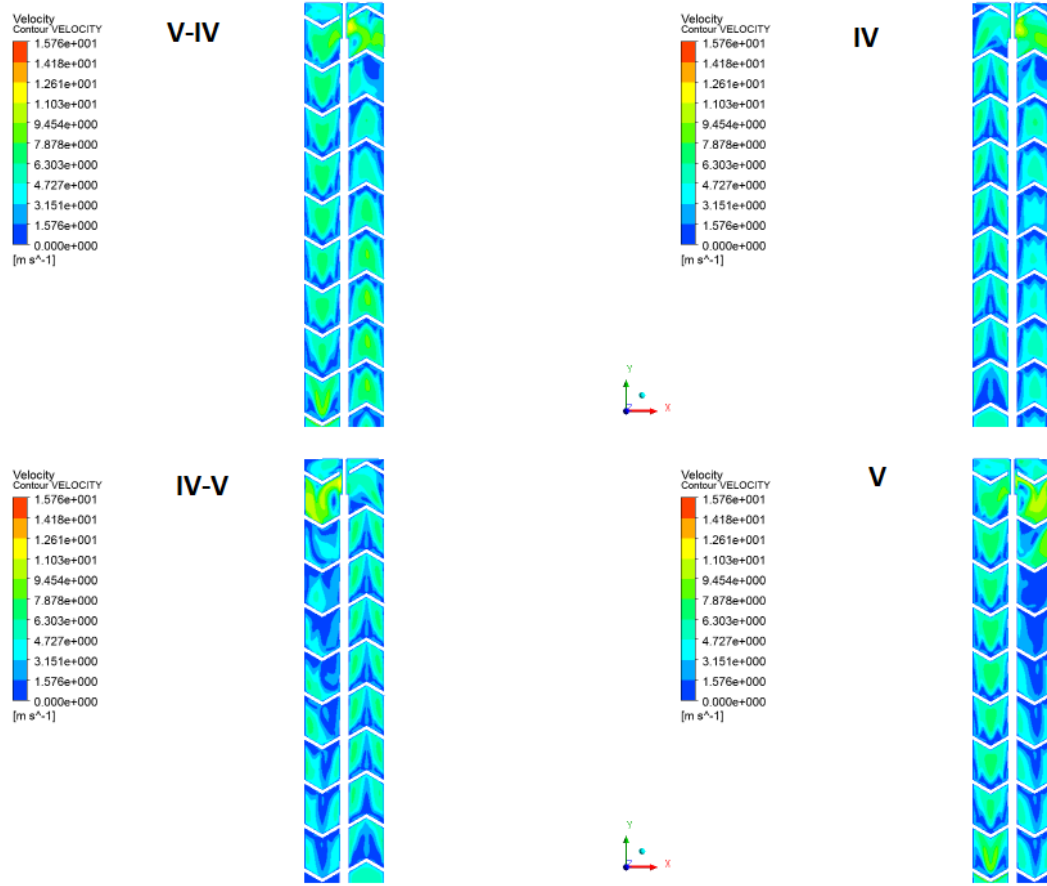 Velocity
Contour VELOCITY
1.576e+001
1.418e+001
1.261e+001
1.103e+001
9.454e+000
7.878e+000
6.303e+000
4.727e+000
3.151e+000
1.576e+000
0.000e+000
[m s^-1]
V-IV
Velocity
Contour VELOCITY
1.576e+001
1.418e+001
1.261e+001
1.103e+001
9.454e+000
7.878e+000
6.303e+000
4.727e+000
3.151e+000
1.576e+000
0.000e+000
[m s^-1]
IV
Y
Z
X
Velocity
Contour VELOCITY
1.576e+001
1.418e+001
1.261e+001
1.103e+001
9.454e+000
7.878e+000
6.303e+000
4.727e+000
3.151e+000
1.576e+000
0.000e+000
[m s^-1]
IV-V
Velocity
Contour VELOCITY
1.576e+001
1.418e+001
1.261e+001
1.103e+001
9.454e+000
7.878e+000
6.303e+000
4.727e+000
3.151e+000
1.576e+000
0.000e+000
[m s^-1]
V
Y
Z
X